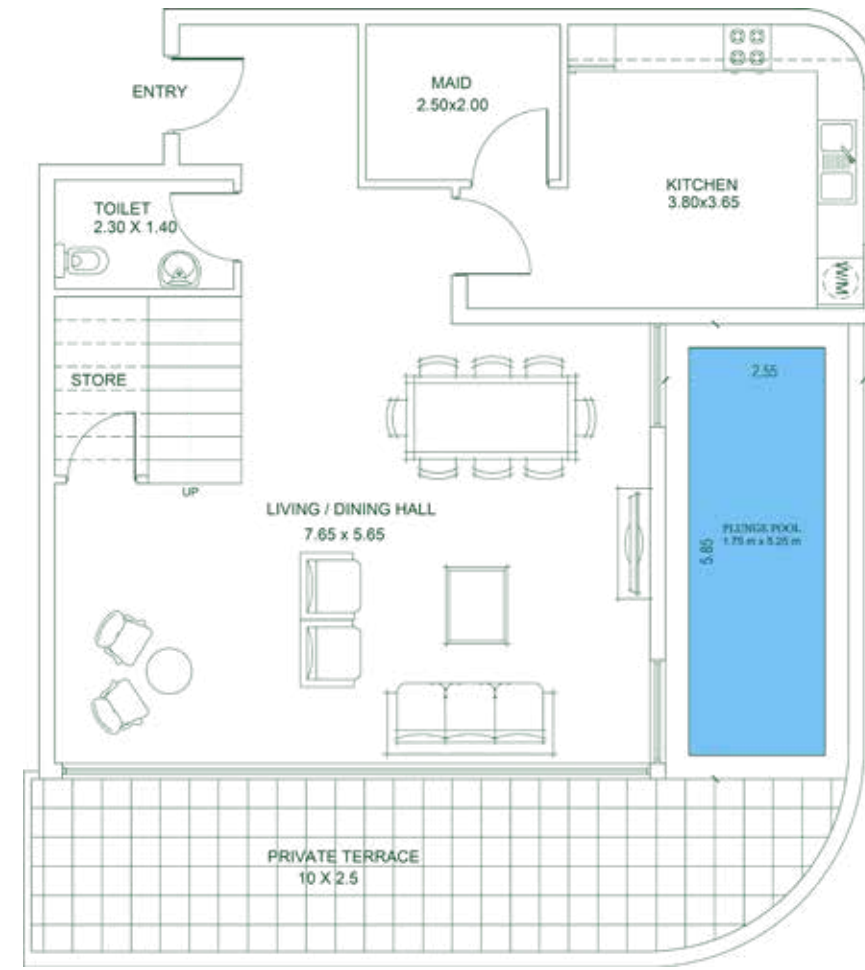 ENTRY
MAID
2.50x2.00
KITCHEN
3.80x3.65
TOILET
2.30 X 1.40
W/M
STORE
UP
2.55
LIVING / DINING HALL
7.65 x 5.65
PLUNGE POOL
1.75 m x 5.25 m
5.85
PRIVATE TERRACE
10 X 2.5